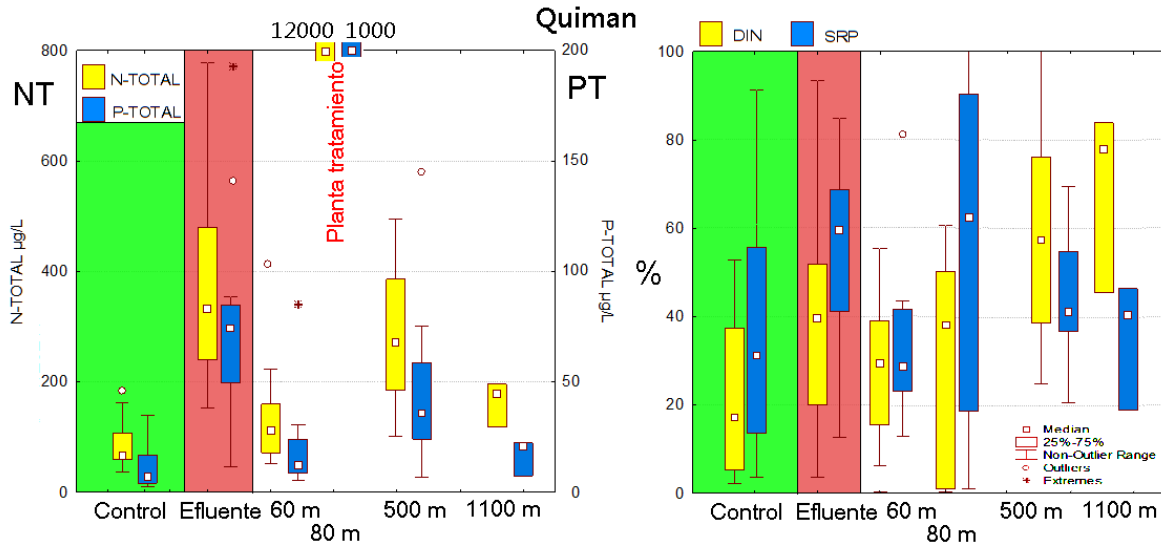 Quiman
12000 1000
NT
PT
N-TOTAL
P-TOTAL
Planta tratamiento
N-TOTAL µg/L
P-TOTAL µg/L
800
600
400
200
0
200
150
100
50
0
Control Efluente 60 m 500 m 1100 m
80 m
DIN SRP
%
100
80
60
40
20
0
Median
25%-75%
Non-Outlier Range
Outliers
Extremes
Control Efluente 60 m 500 m 1100 m
80 m